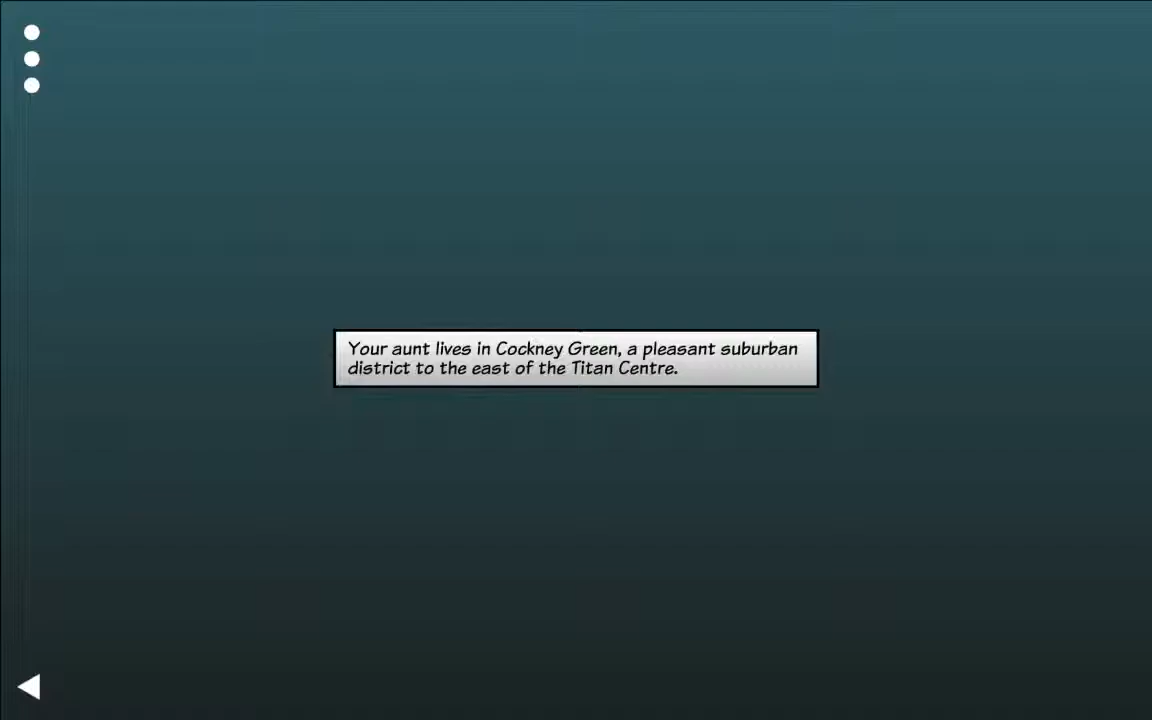 Your aunt lives in Cockney Green, a pleasant suburban
district to the east of the Titan Centre.